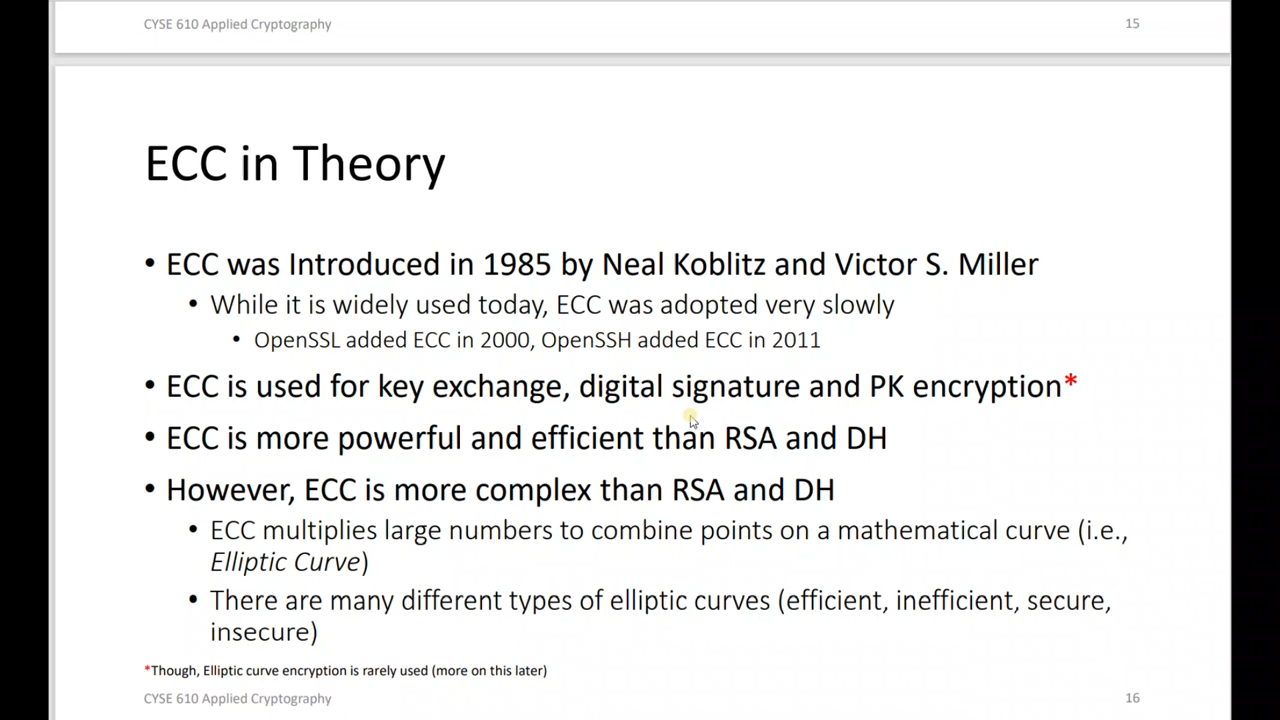 CYSE 610 Applied Cryptography 15
ECC in Theory
• ECC was Introduced in 1985 by Neal Koblitz and Victor S. Miller
• While it is widely used today, ECC was adopted very slowly
• OpenSSL added ECC in 2000, OpenSSH added ECC in 2011
• ECC is used for key exchange, digital signature and PK encryption*
• ECC is more powerful and efficient than RSA and DH
• However, ECC is more complex than RSA and DH
• ECC multiplies large numbers to combine points on a mathematical curve (i.e.,
Elliptic Curve)
• There are many different types of elliptic curves (efficient, inefficient, secure,
insecure)
*Though, Elliptic curve encryption is rarely used (more on this later)
CYSE 610 Applied Cryptography 16